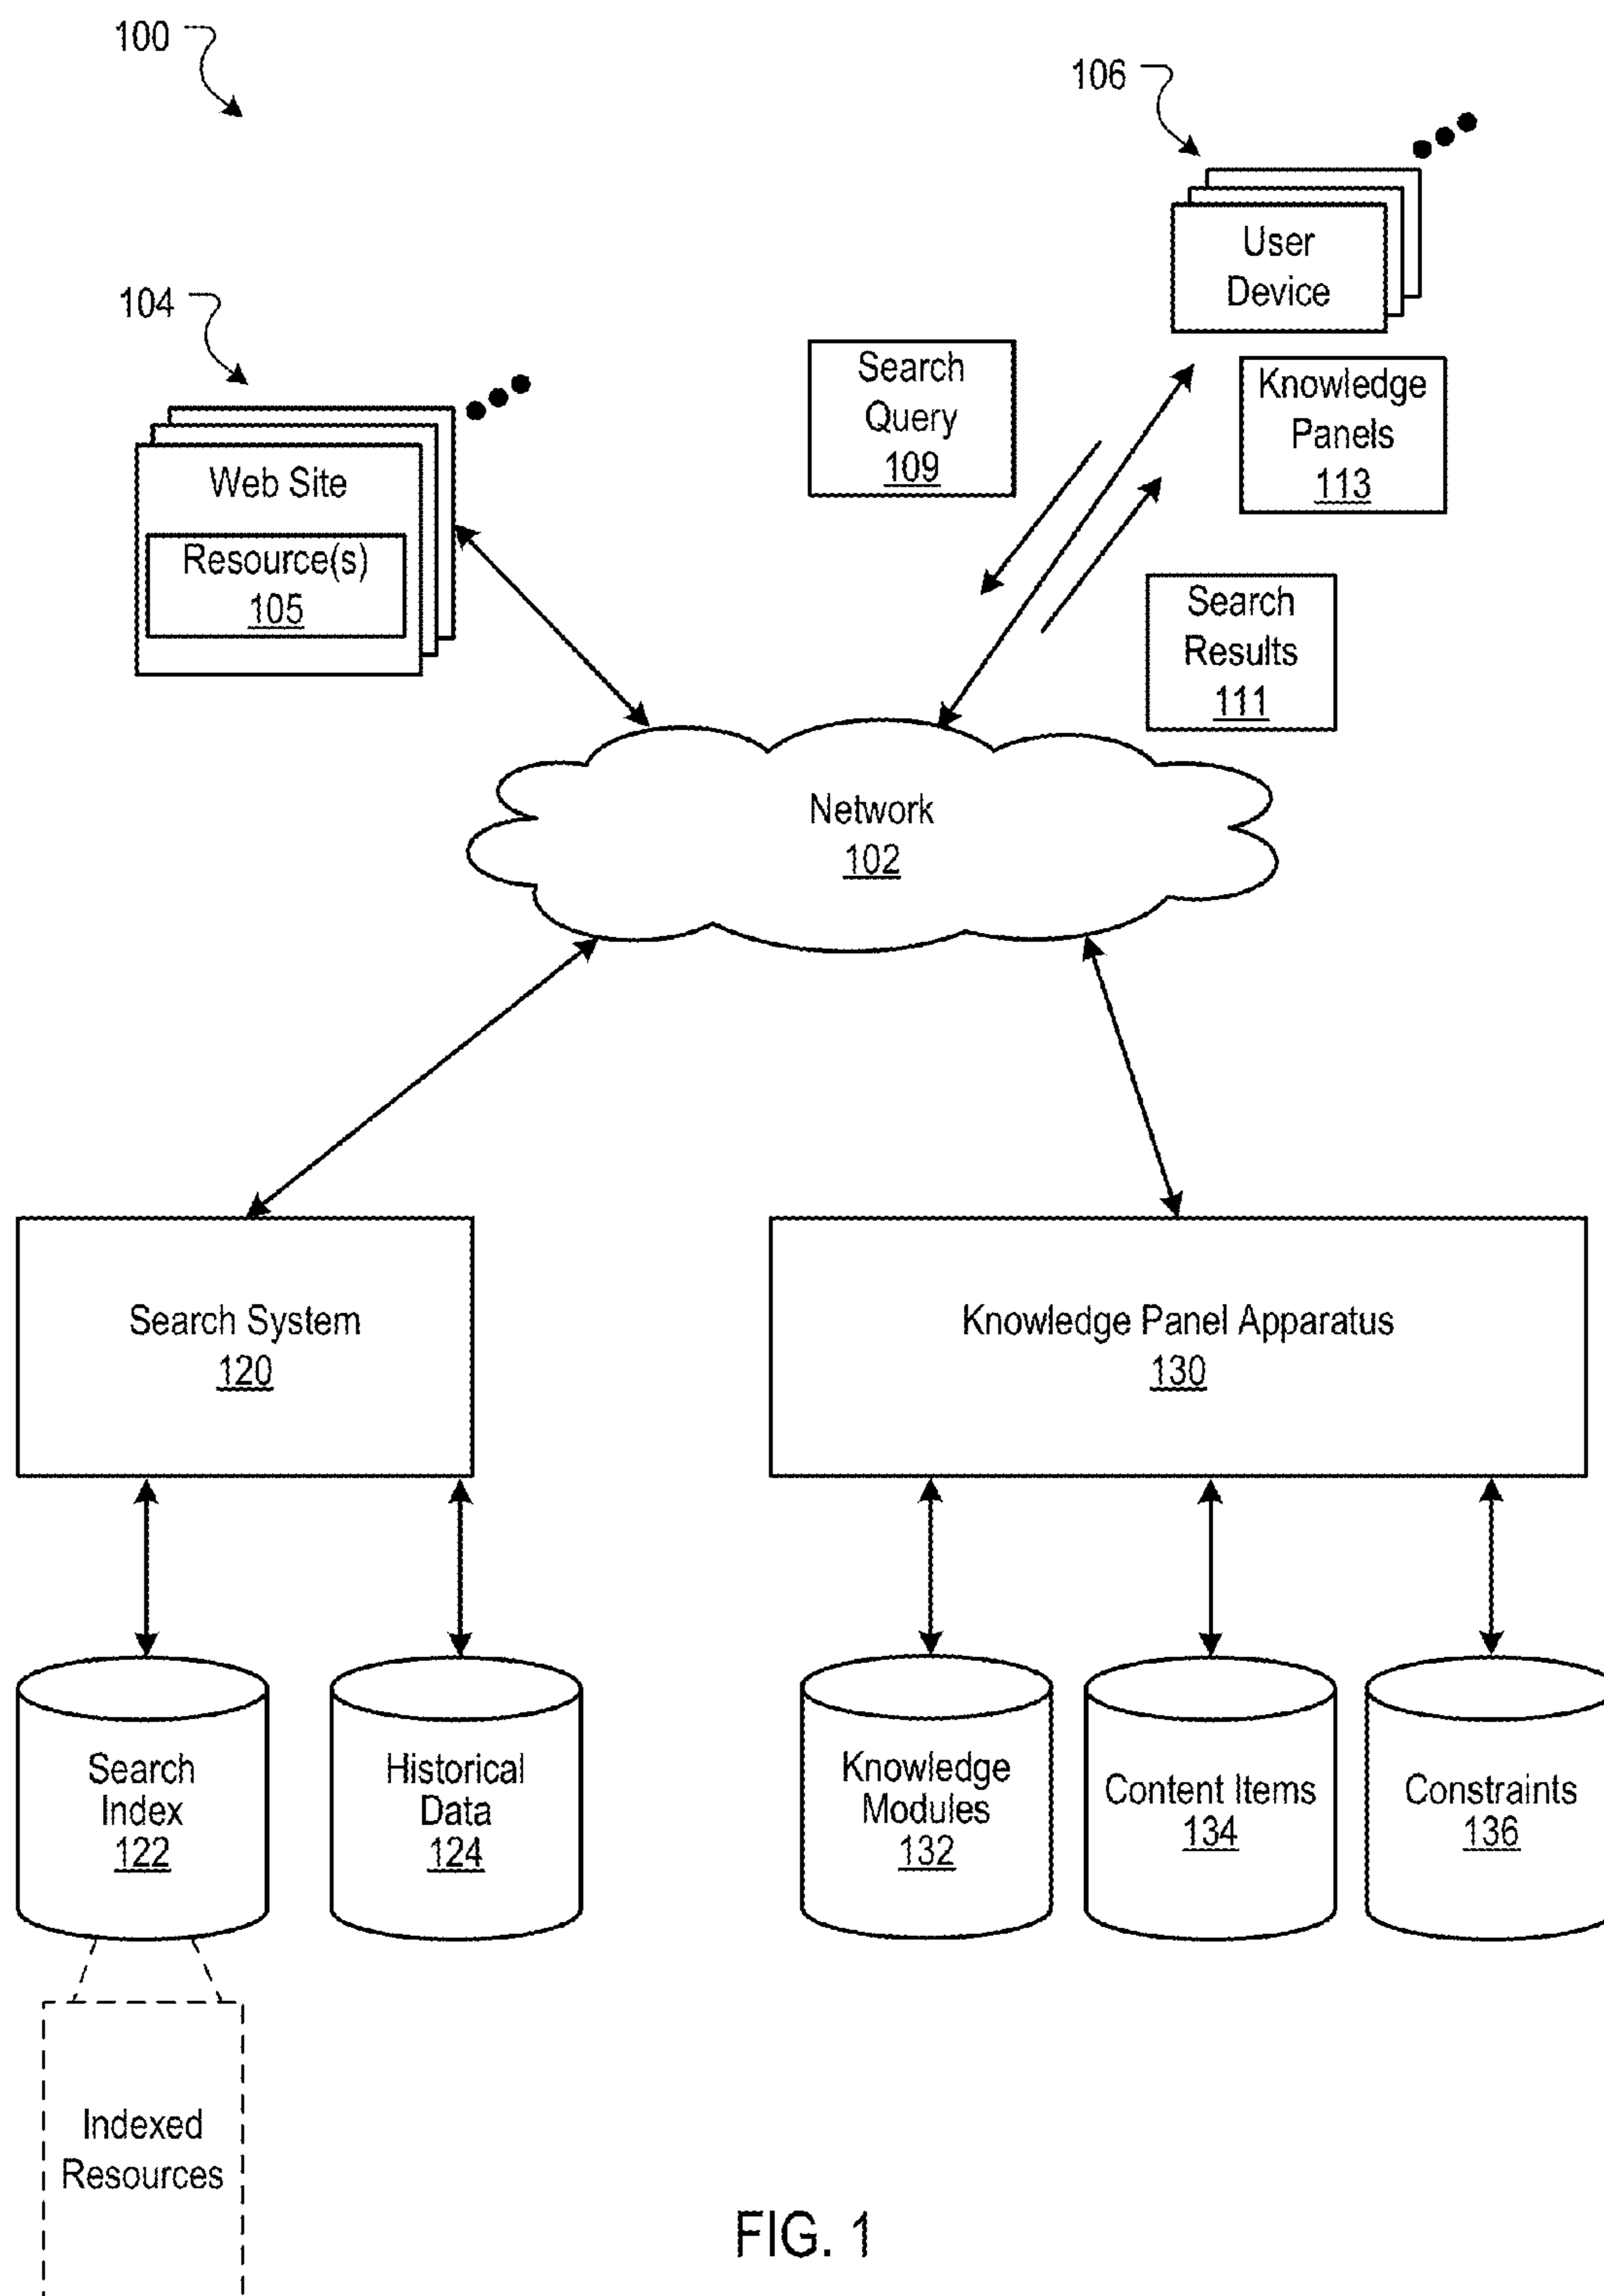 100
106
User
Device
104
Search
Query
109
Knowledge
Panels
113
Web Site
Resource(s)
105
Search
Results
111
Network
102
Search System
120
Knowledge Panel Apparatus
130
Search
Index
122
Historical
Data
124
Knowledge
Modules
132
Content Items
134
Constraints
136
Indexed
Resources
FIG. 1